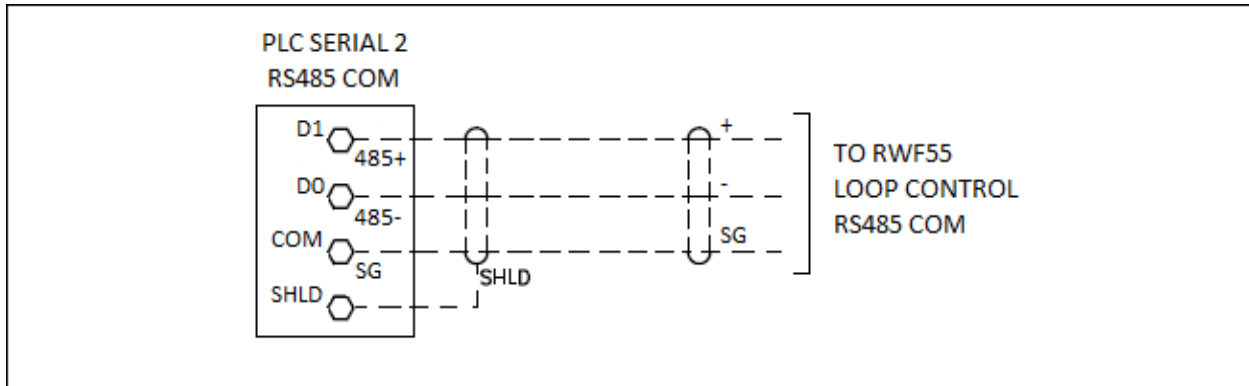 PLC SERIAL 2
RS485 COM
D1
485+
+
D0
485-
-
COM
SG
SG
SHLD
SHLD
TO RWF55
LOOP CONTROL
RS485 COM